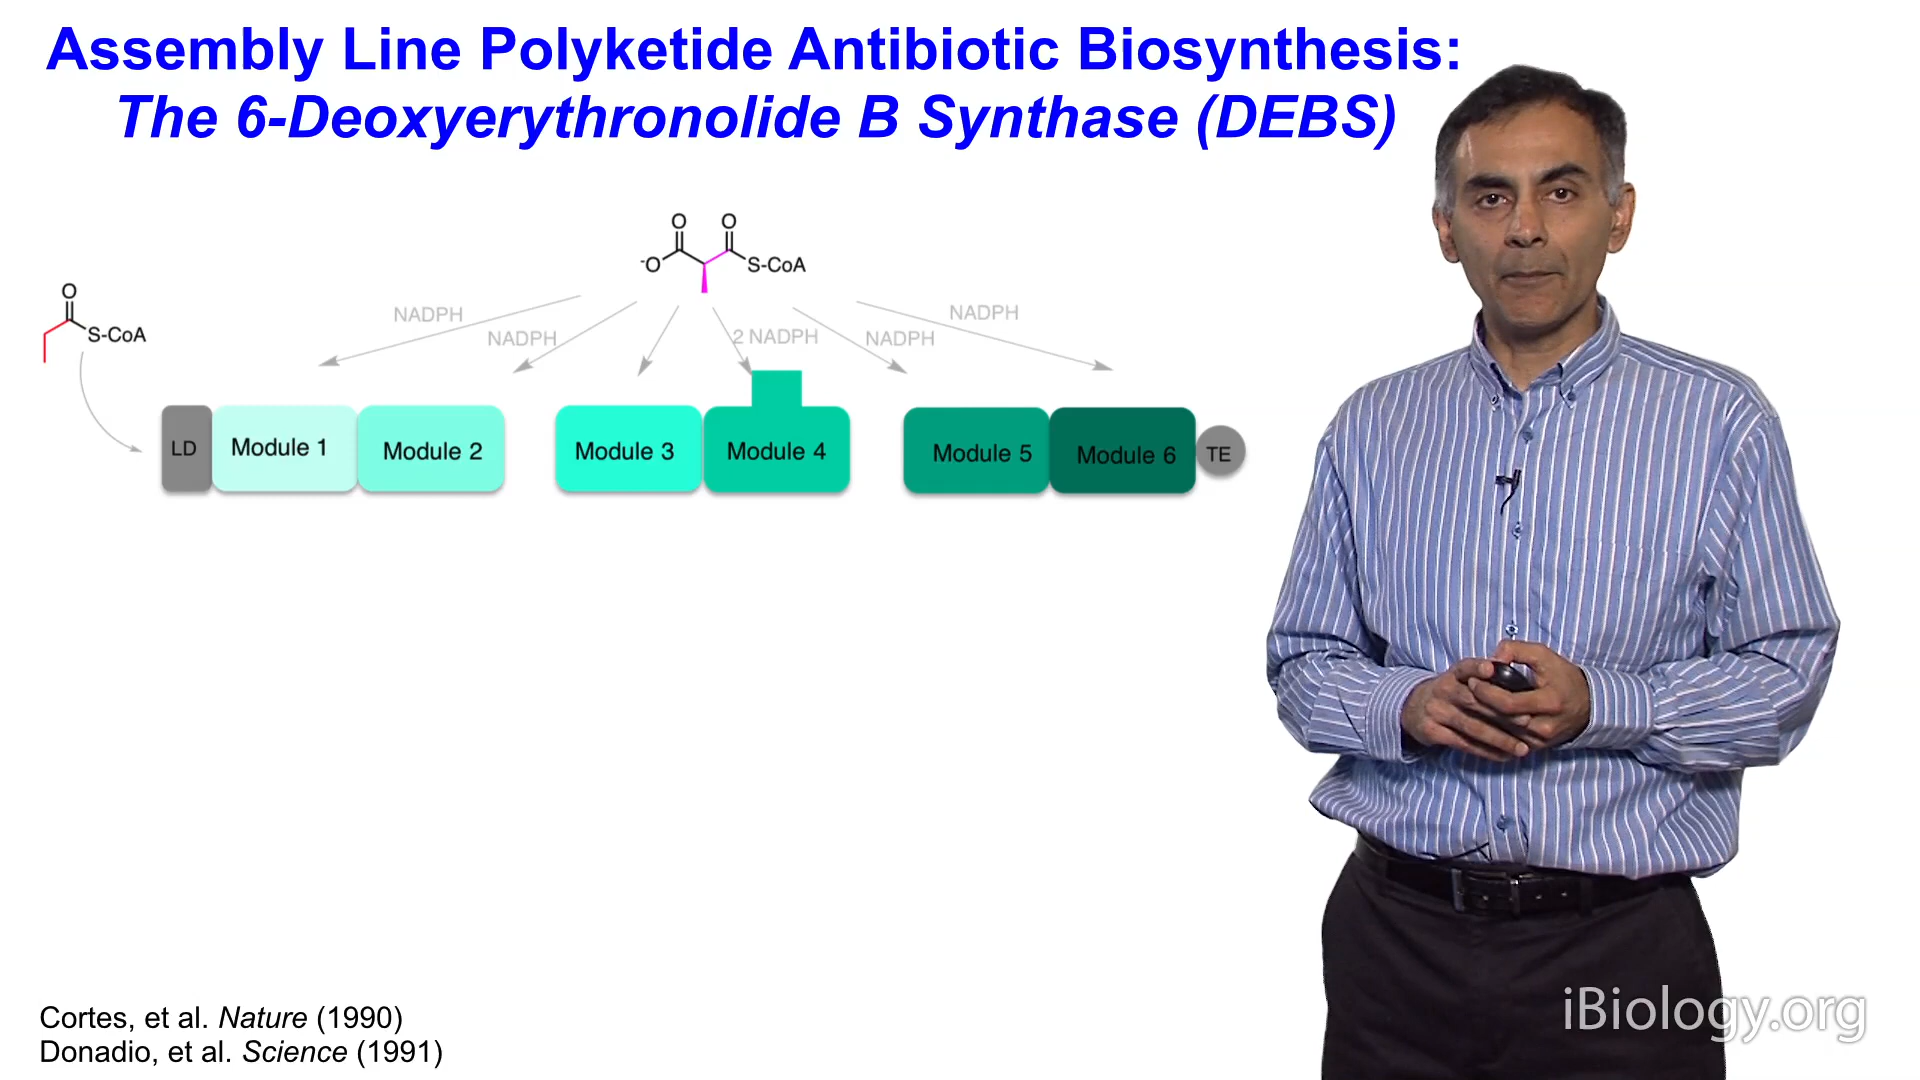 Assembly Line Polyketide Antibiotic Biosynthesis:
The 6-Deoxyerythronolide B Synthase (DEBS)
O O
-O S-CoA
O
S-CoA
NADPH
NADPH
2 NADPH
NADPH
NADPH
LD
Module 1
Module 2
Module 3
Module 4
Module 5
Module 6
TE
Cortes, et al. Nature (1990)
Donadio, et al. Science (1991)
iBiology.org